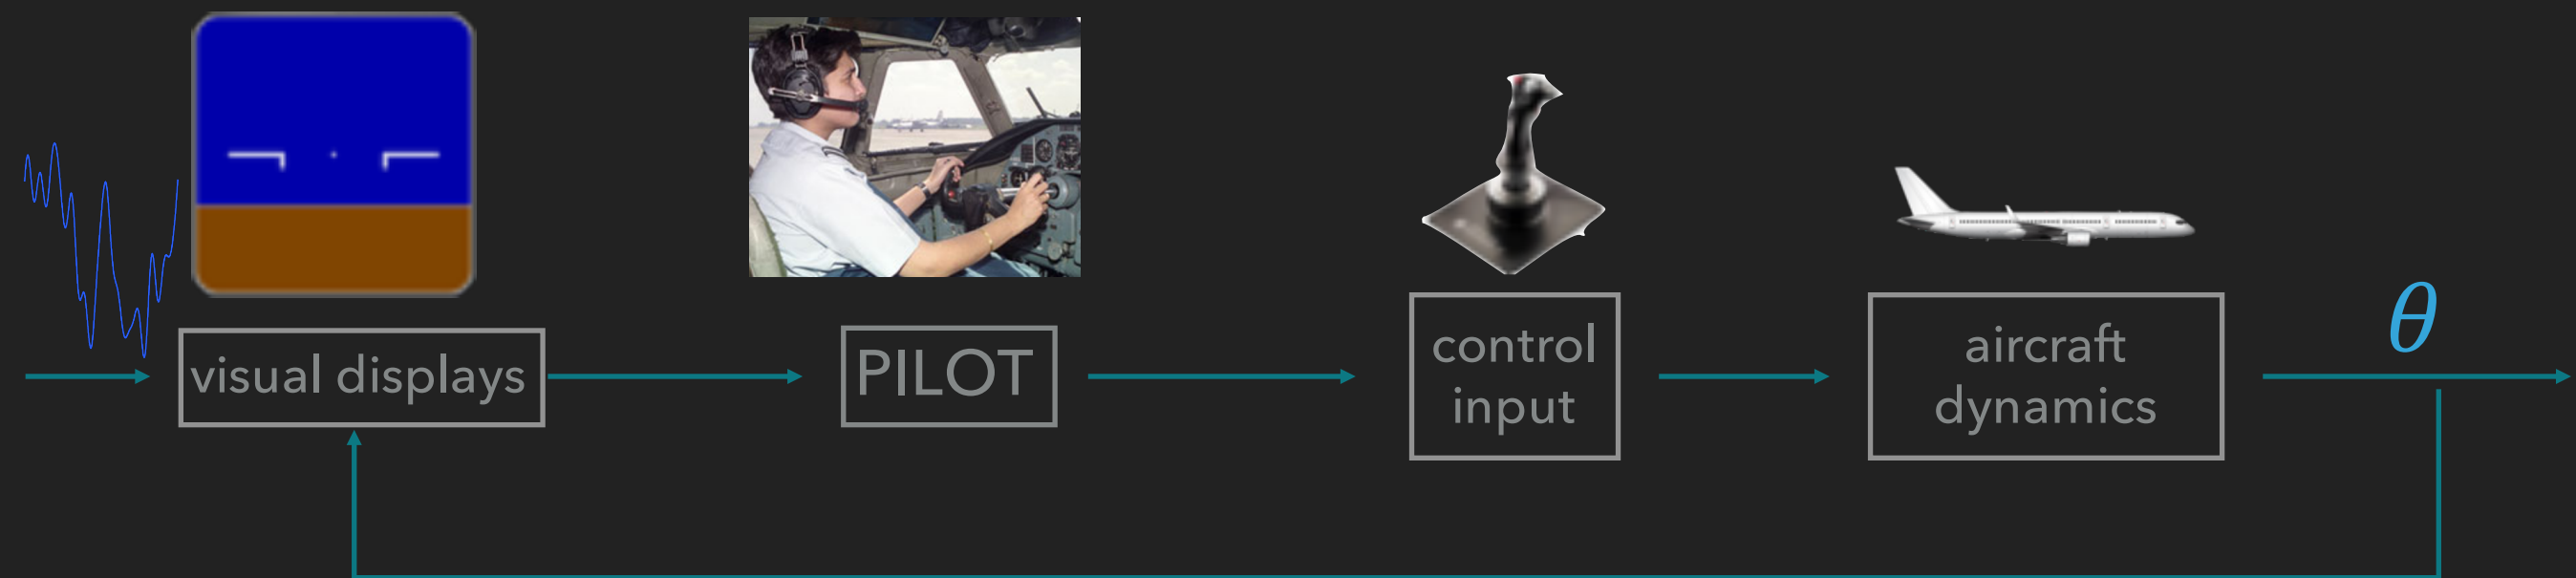 visual displays
PILOT
control
input
aircraft
dynamics
θ